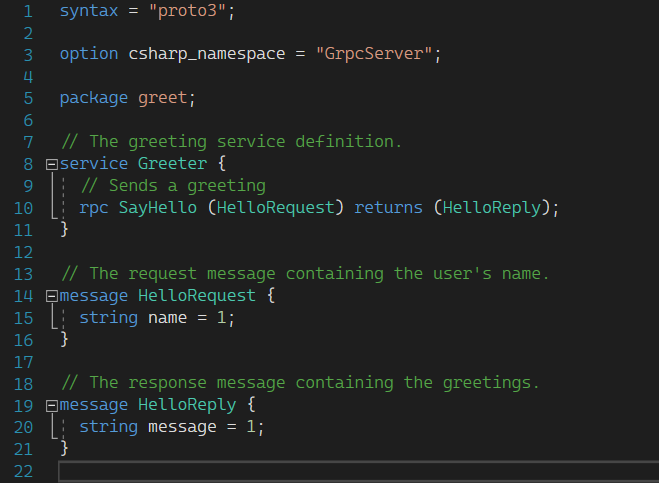 1 syntax = "proto3";
2
3 option csharp_namespace = "GrpcServer";
4
5 package greet;
6
7 // The greeting service definition.
8 service Greeter {
9 // Sends a greeting
10 rpc SayHello (HelloRequest) returns (HelloReply);
11 }
12
13 // The request message containing the user's name.
14 message HelloRequest {
15 string name = 1;
16 }
17
18 // The response message containing the greetings.
19 message HelloReply {
20 string message = 1;
21 }
22